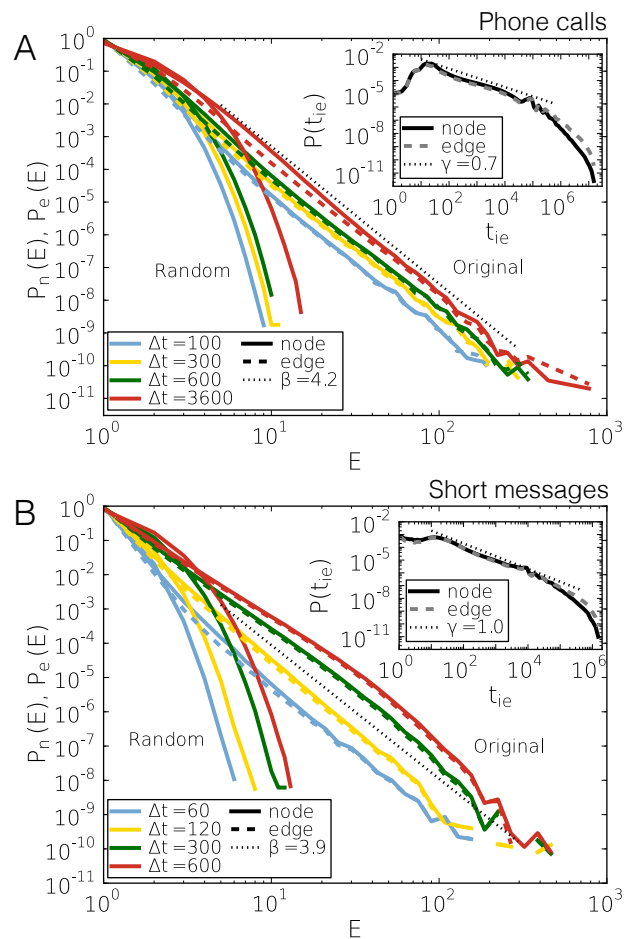 Phone calls
A
P_n(E), P_e(E)
10^0
10^-1
10^-2
10^-3
10^-4
10^-5
10^-6
10^-7
10^-8
10^-9
10^-10
10^-11
Random
Original
Δt=100
Δt=300
Δt=600
Δt=3600
node
edge
β=4.2
10^0 10^1 10^2 10^3
E
P(t_ie)
10^-2
10^-5
10^-8
10^-11
node
edge
γ=0.7
10^0 10^2 10^4 10^6
t_ie
Short messages
B
P_n(E), P_e(E)
10^0
10^-1
10^-2
10^-3
10^-4
10^-5
10^-6
10^-7
10^-8
10^-9
10^-10
10^-11
Random
Original
Δt=60
Δt=120
Δt=300
Δt=600
node
edge
β=3.9
10^0 10^1 10^2 10^3
E
P(t_ie)
10^-2
10^-5
10^-8
10^-11
node
edge
γ=1.0
10^0 10^2 10^4 10^6
t_ie